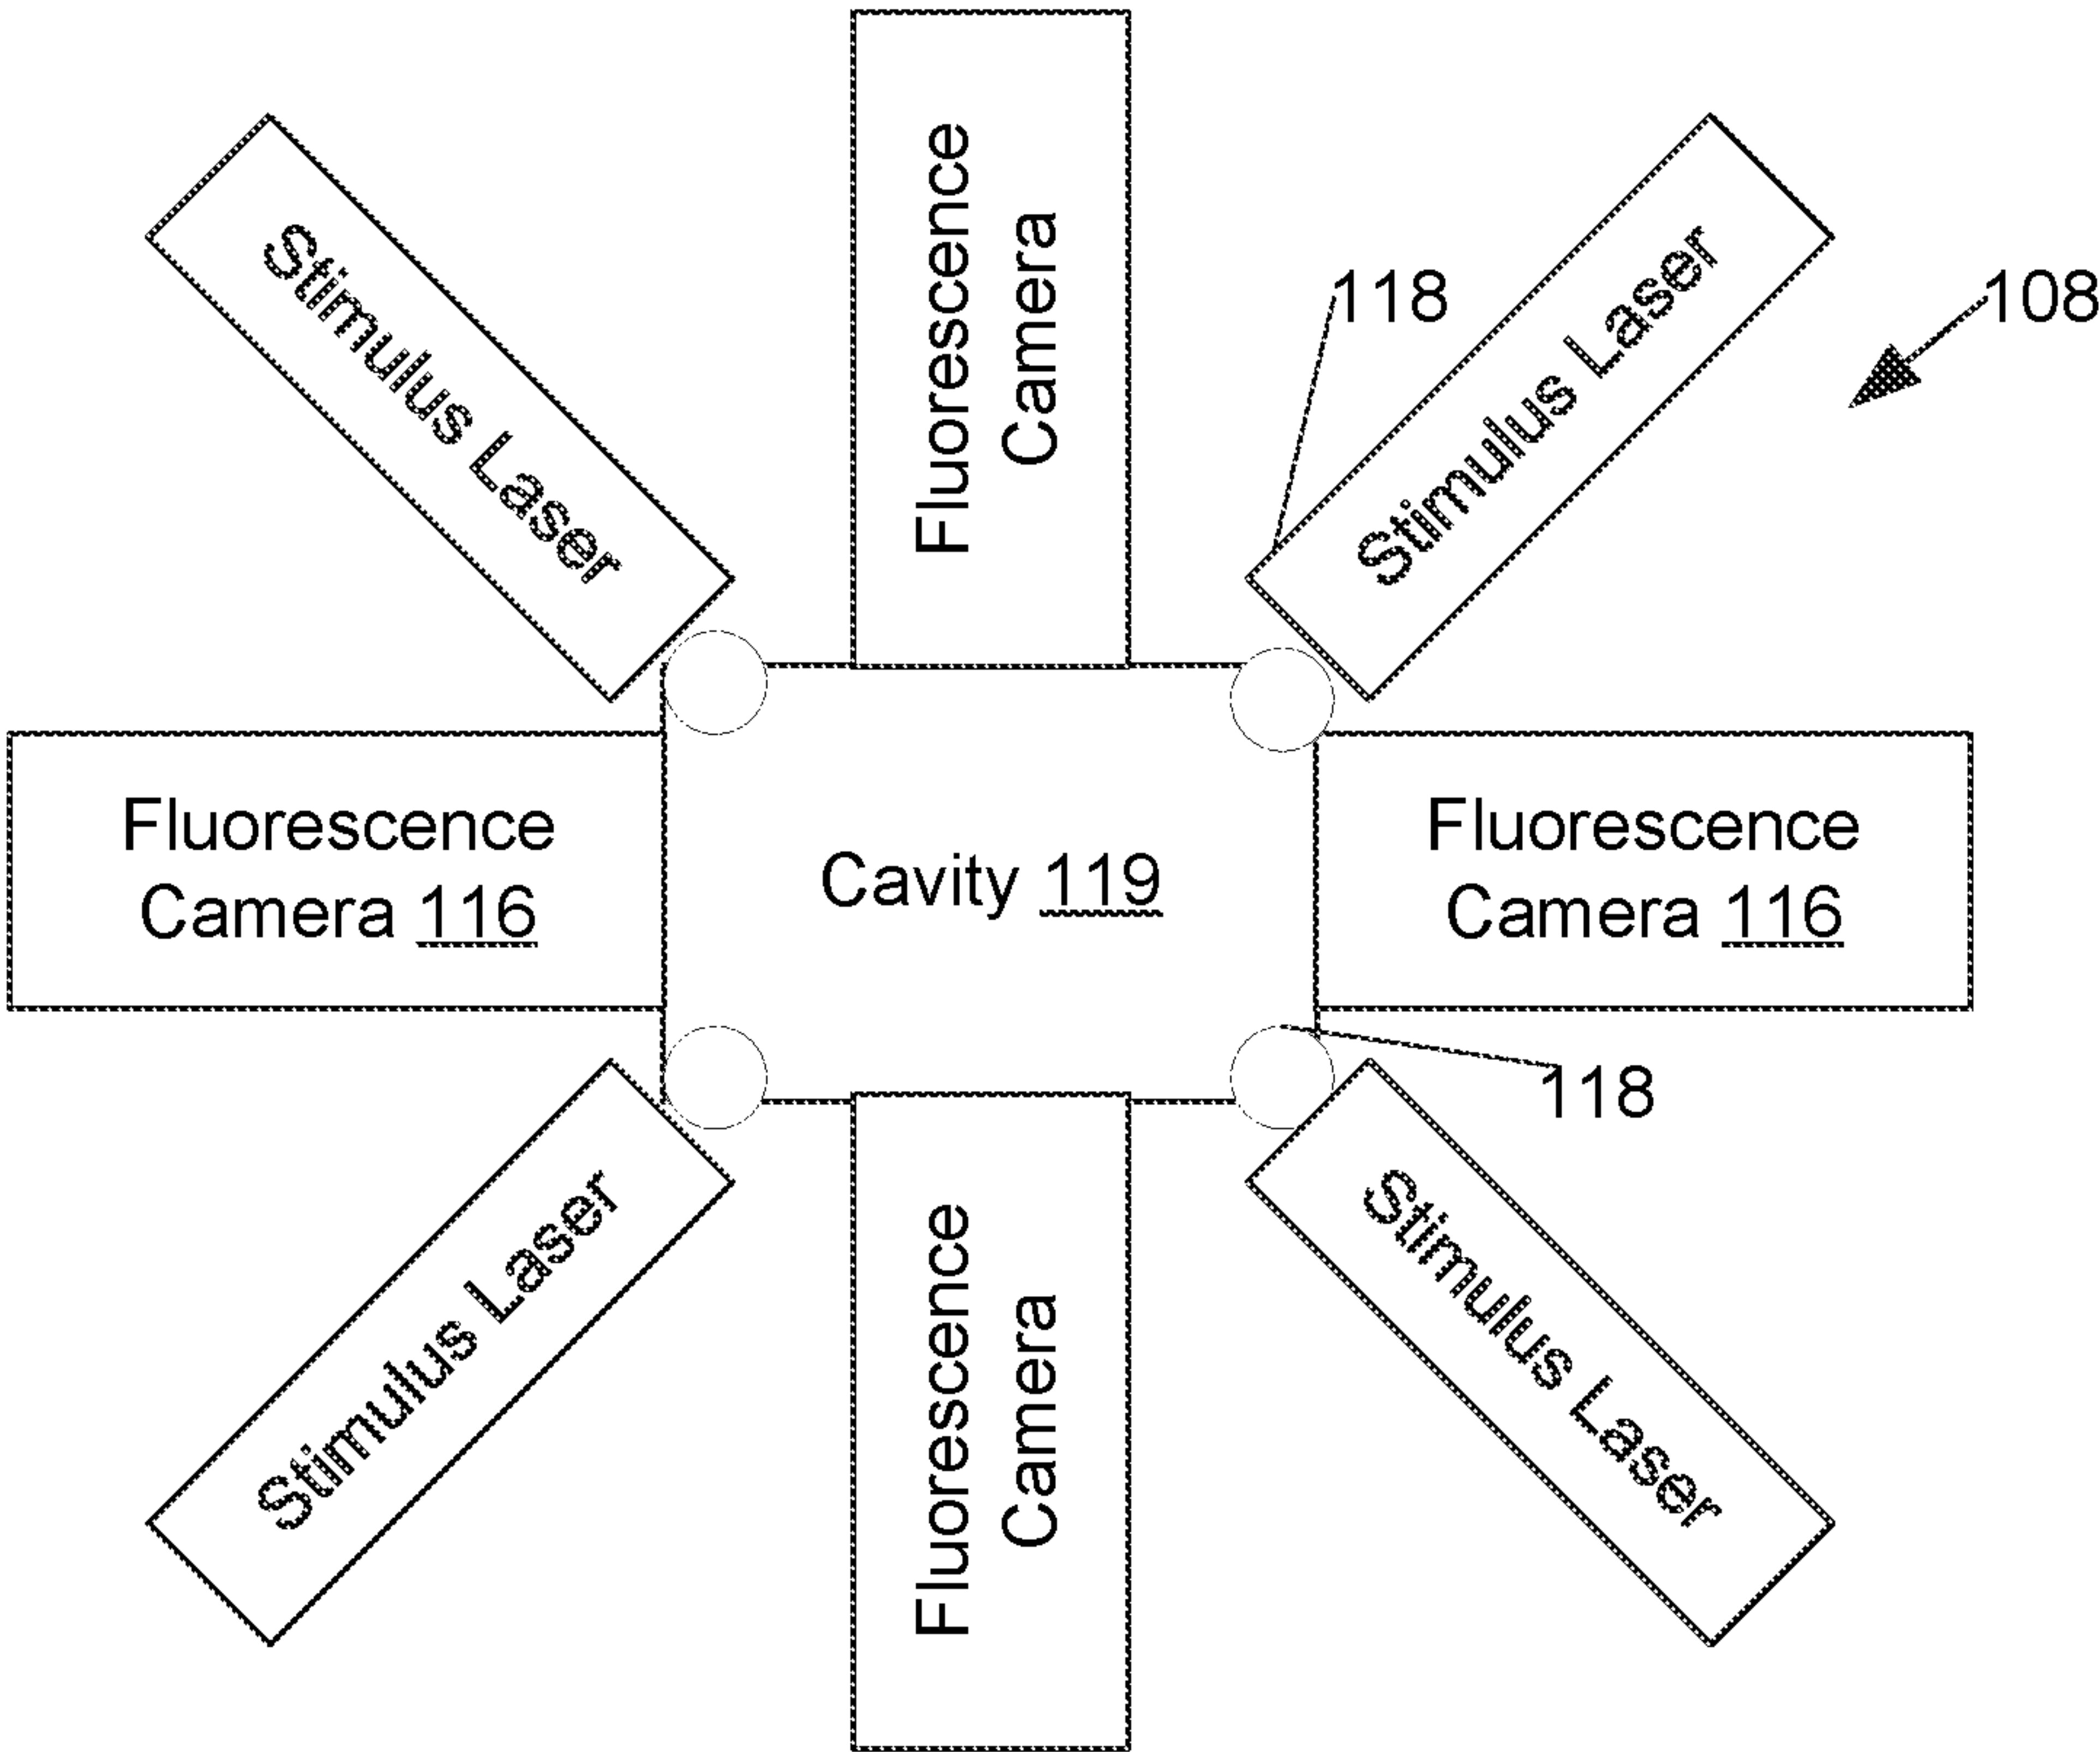 Fluorescence
Camera
Stimulus Laser
Stimulus Laser
118
108
Fluorescence
Camera 116
Cavity 119
Fluorescence
Camera 116
118
Stimulus Laser
Fluorescence
Camera
Stimulus Laser